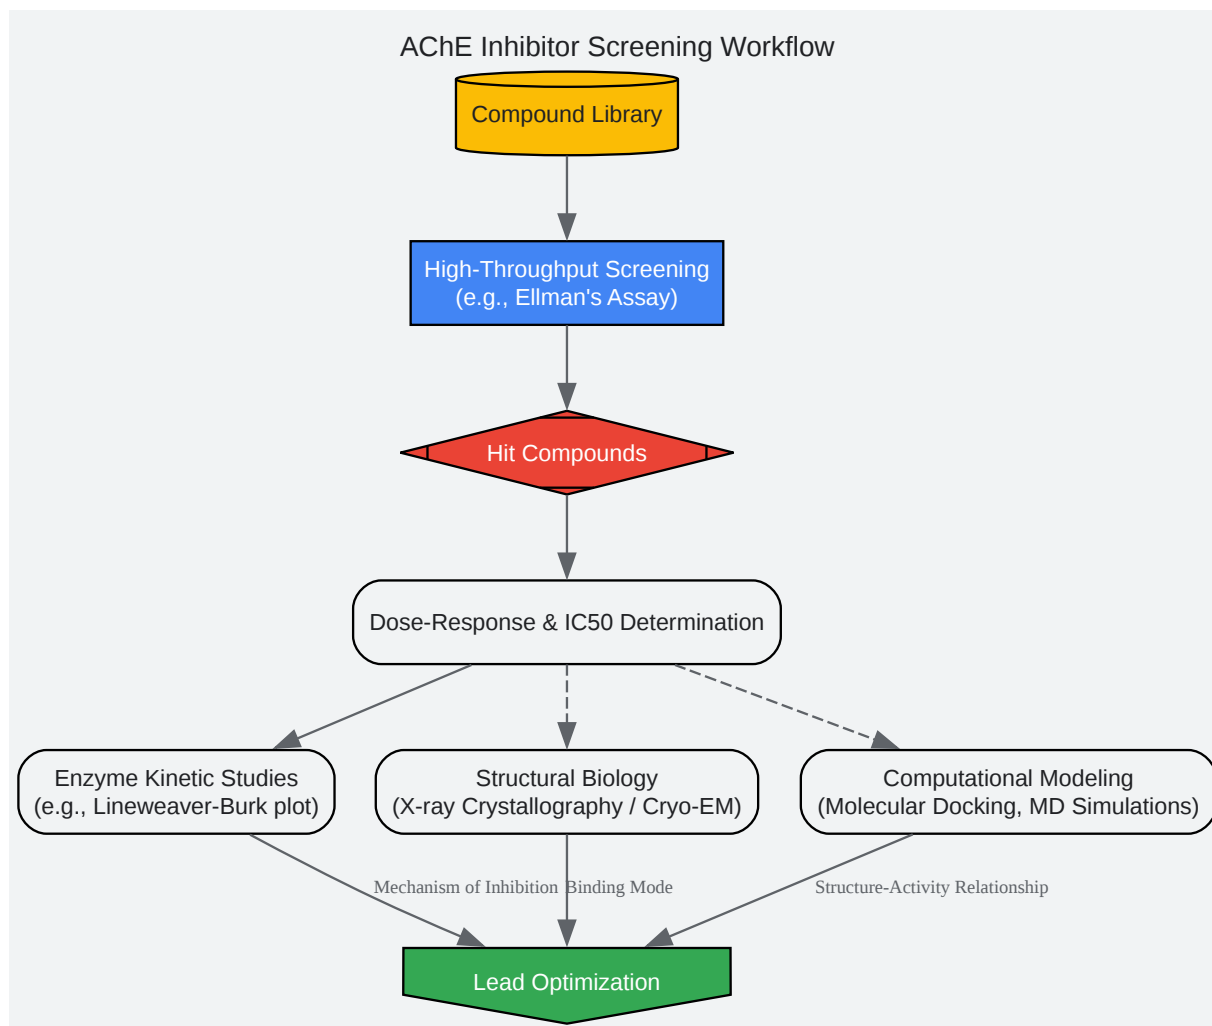 AChE Inhibitor Screening Workflow
Compound Library
High-Throughput Screening
(e.g., Ellman's Assay)
Hit Compounds
Dose-Response & IC50 Determination
Enzyme Kinetic Studies
(e.g., Lineweaver-Burk plot)
Structural Biology
(X-ray Crystallography / Cryo-EM)
Computational Modeling
(Molecular Docking, MD Simulations)
Mechanism of Inhibition
Binding Mode
Structure-Activity Relationship
Lead Optimization